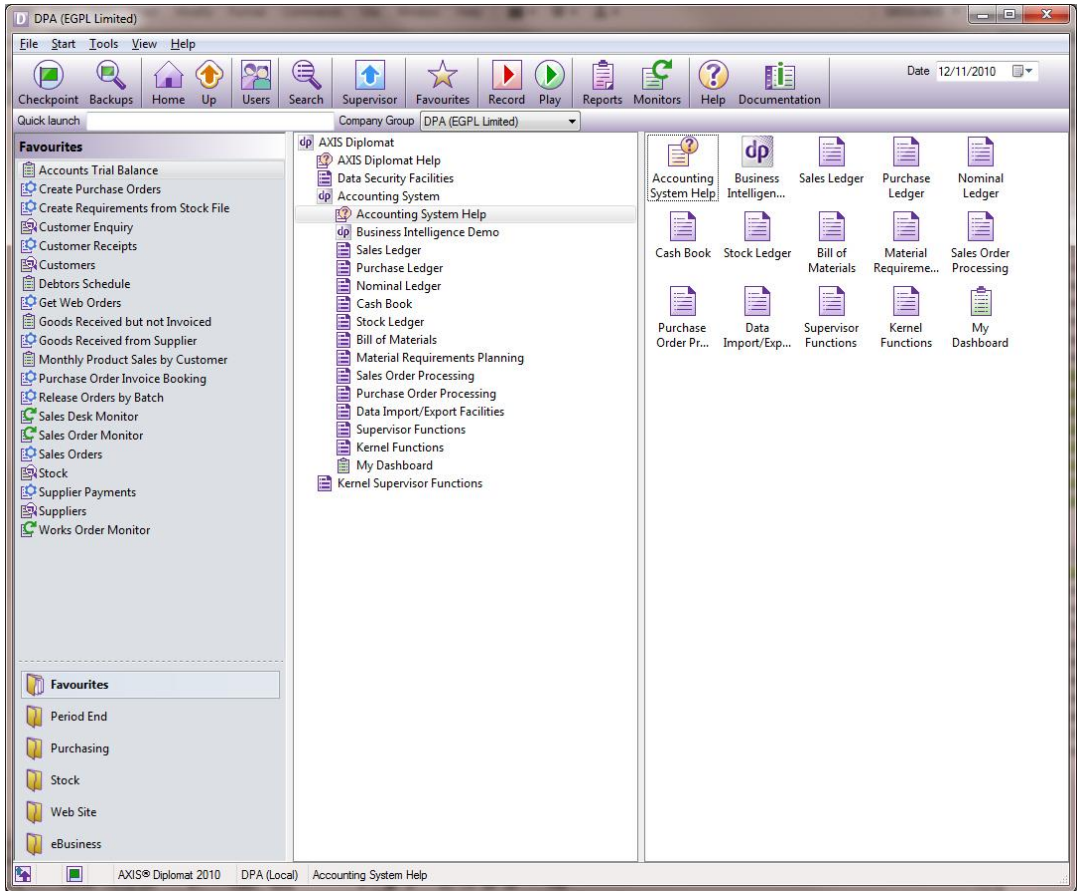 DPA (EGPL Limited)
File Start Tools View Help
Checkpoint Backups Home Up Users Search Supervisor Favourites Record Play Reports Monitors Help Documentation Date 12/11/2010
Quick launch Company Group DPA (EGPL Limited)
Favourites
Accounts Trial Balance
Create Purchase Orders
Create Requirements from Stock File
Customer Enquiry
Customer Receipts
Customers
Debtors Schedule
Get Web Orders
Goods Received but not Invoiced
Goods Received from Supplier
Monthly Product Sales by Customer
Purchase Order Invoice Booking
Release Orders by Batch
Sales Desk Monitor
Sales Order Monitor
Sales Orders
Stock
Supplier Payments
Suppliers
Works Order Monitor
Favourites
Period End
Purchasing
Stock
Web Site
eBusiness
dp AXIS Diplomat
AXIS Diplomat Help
Data Security Facilities
dp Accounting System
Accounting System Help
dp Business Intelligence Demo
Sales Ledger
Purchase Ledger
Nominal Ledger
Cash Book
Stock Ledger
Bill of Materials
Material Requirements Planning
Sales Order Processing
Purchase Order Processing
Data Import/Export Facilities
Supervisor Functions
Kernel Functions
My Dashboard
Kernel Supervisor Functions
dp
Accounting Business Sales Ledger Purchase Nominal
System Help Intelligen... Ledger Ledger
Cash Book Stock Ledger Bill of Material Sales Order
Materials Requireme... Processing
Purchase Data Supervisor Kernel My
Order Pr... Import/Exp... Functions Functions Dashboard
AXIS® Diplomat 2010 DPA (Local) Accounting System Help